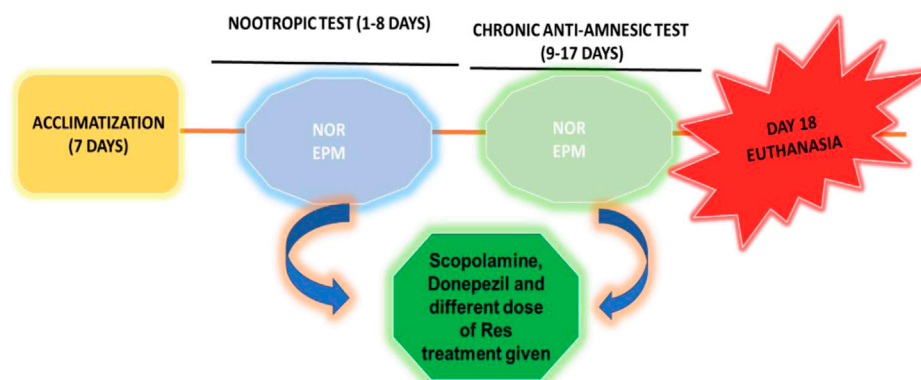 NOOTROPIC TEST (1-8 DAYS)
CHRONIC ANTI-AMNESIC TEST
(9-17 DAYS)
ACCLIMATIZATION
(7 DAYS)
NOR
EPM
NOR
EPM
DAY 18
EUTHANASIA
Scopolamine,
Donepezil and
different dose
of Res
treatment given